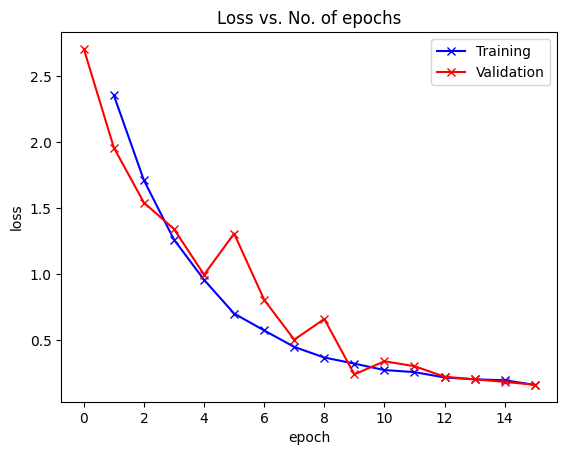 Loss vs. No. of epochs
Training
Validation
2.5
2.0
1.5
1.0
0.5
loss
0 2 4 6 8 10 12 14
epoch